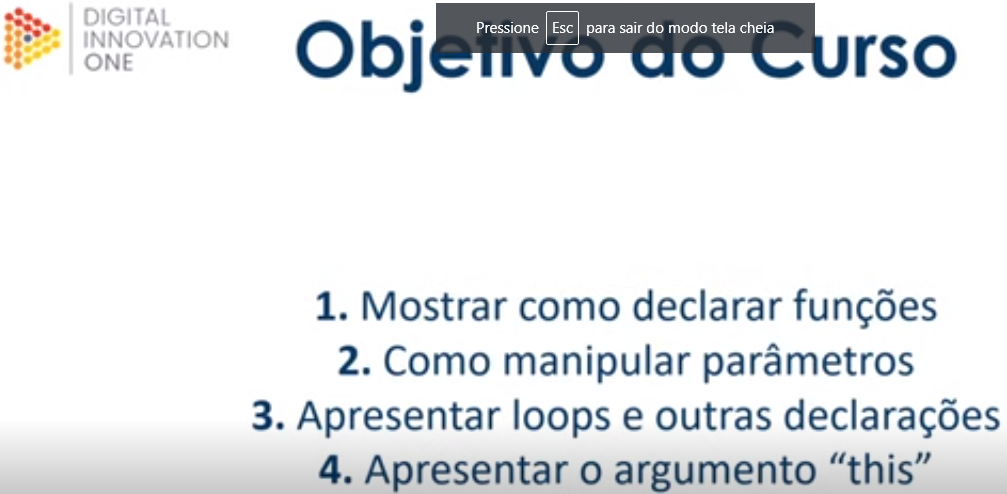 DIGITAL
INNOVATION
ONE
Pressione Esc para sair do modo tela cheia
Objetivo do Curso
1. Mostrar como declarar funções
2. Como manipular parâmetros
3. Apresentar loops e outras declarações
4. Apresentar o argumento “this”